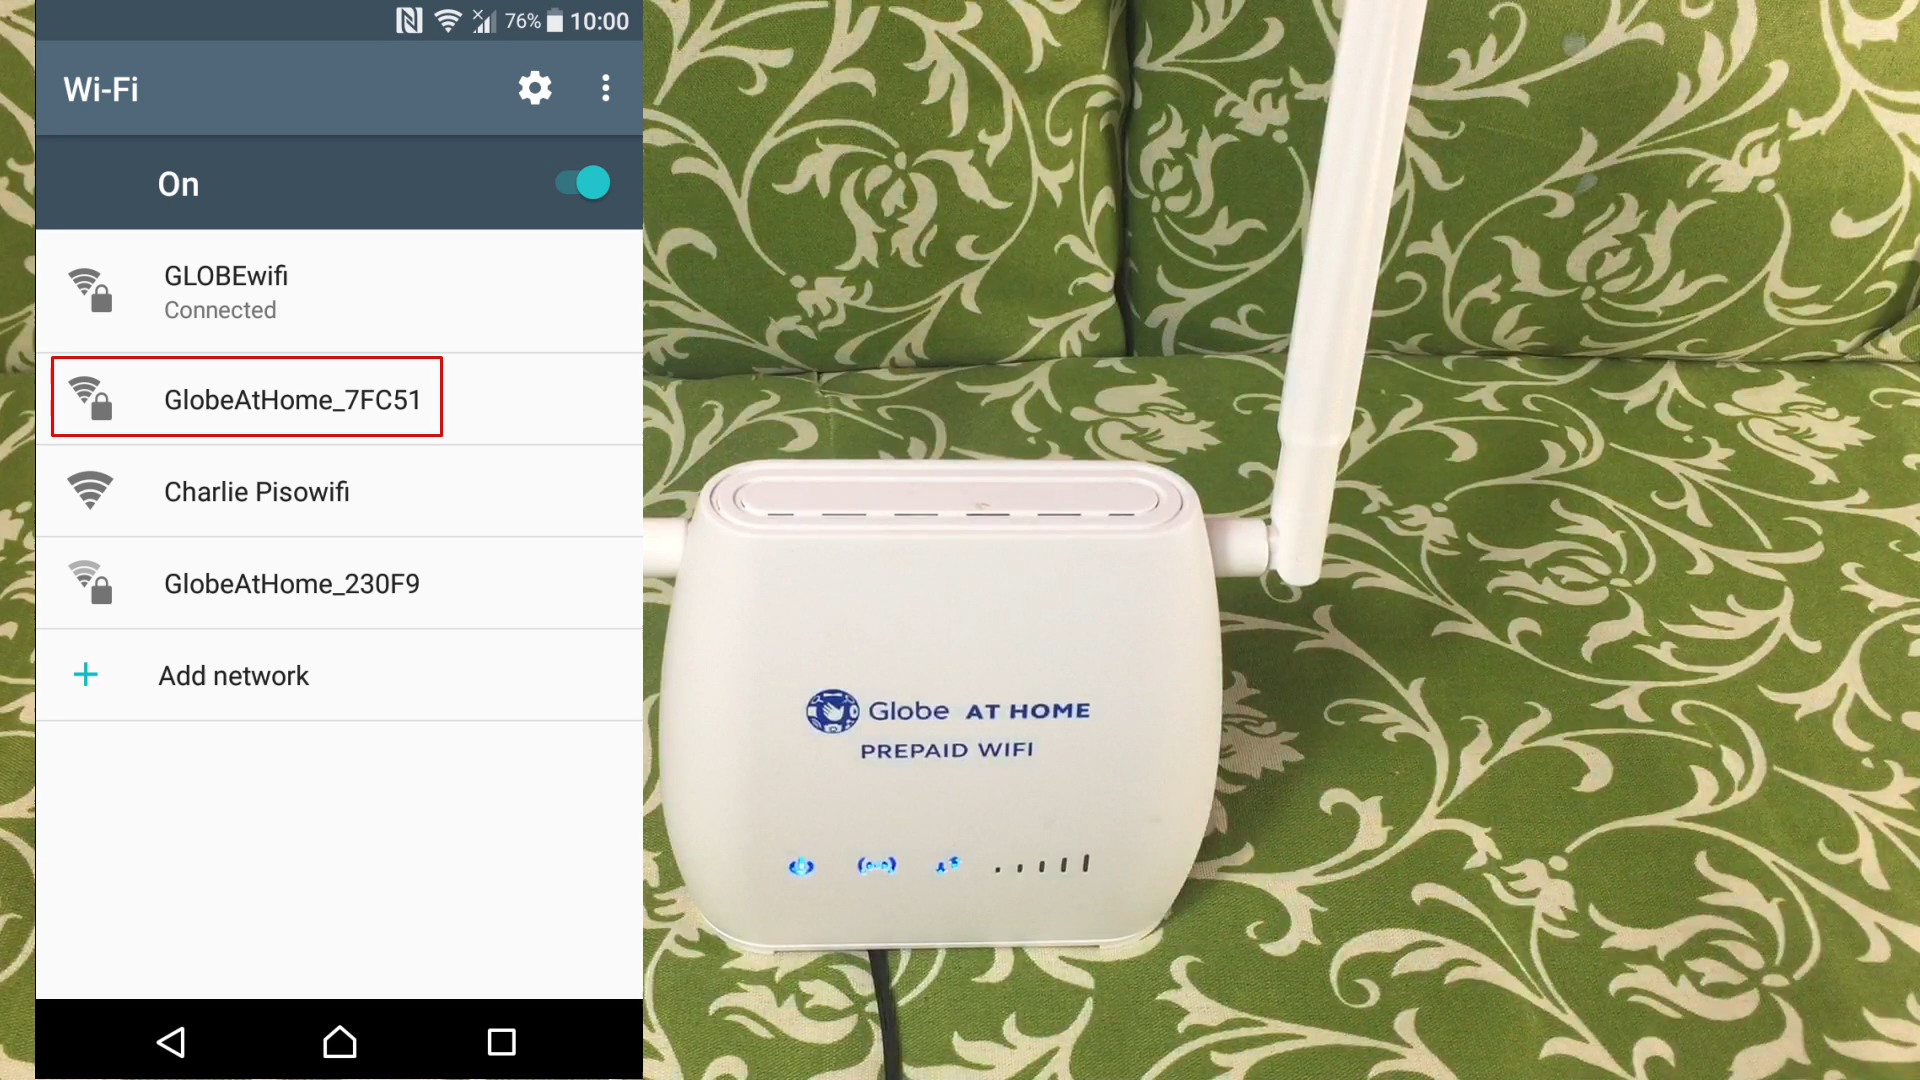 76% 10:00
Wi-Fi
On
GLOBEwifi
Connected
GlobeAtHome_7FC51
Charlie Pisowifi
GlobeAtHome_230F9
Add network
Globe AT HOME
PREPAID WIFI